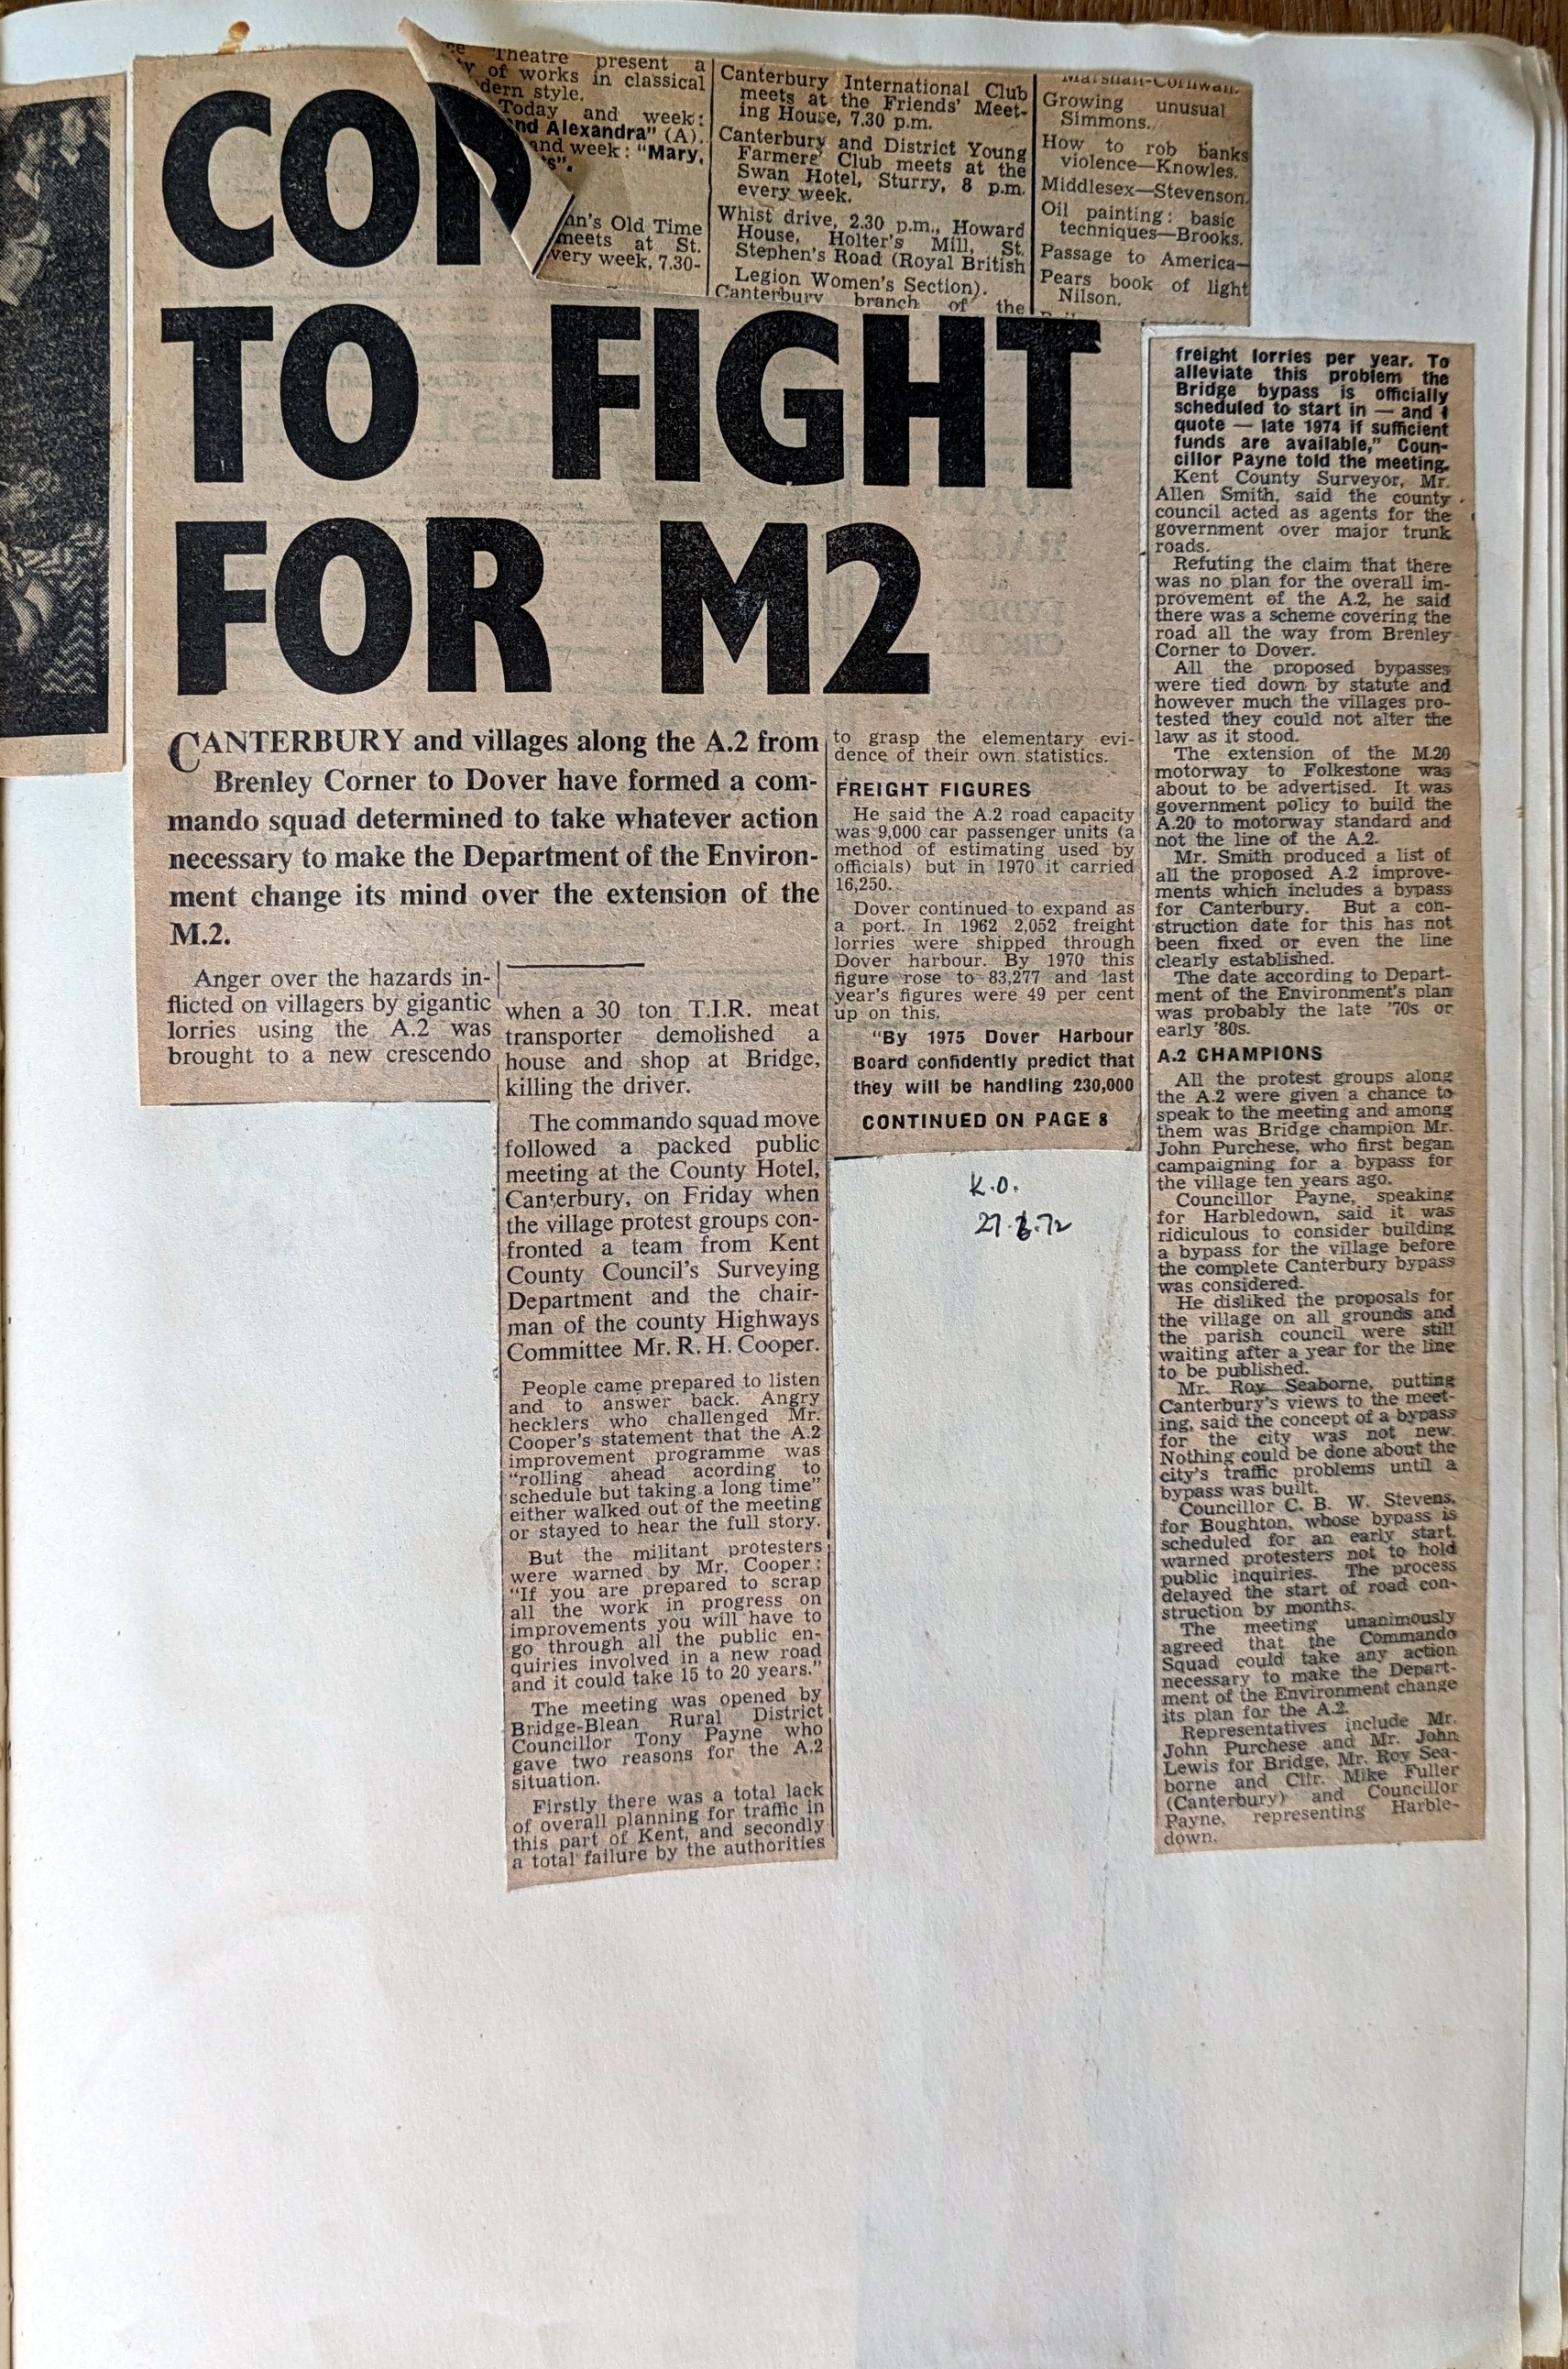 TO FIGHT
FOR M2
Theatre present a
of works in classical
style.
Today and week:
Alexandra" (A).
and week: "Mary,
Old Time
meets at St.
week, 7.30-
Canterbury International Club
meets at the Friends' Meet-
ing House, 7.30 p.m.
Canterbury and District Young
Farmers' Club meets at the
Swan Hotel, Sturry, 8 p.m.
every week.
Whist drive, 2.30 p.m., Howard
House, Holter's Mill, St.
Stephen's Road (Royal British
Legion Women's Section).
Canterbury branch of the
Marshall-Cornwall.
Growing unusual
Simmons.
How to rob banks
violence—Knowles.
Middlesex—Stevenson.
Oil painting: basic
techniques—Brooks.
Passage to America—
Pears book of light
Nilson.
CANTERBURY and villages along the A.2 from
Brenley Corner to Dover have formed a com-
mando squad determined to take whatever action
necessary to make the Department of the Environ-
ment change its mind over the extension of the
M.2.
Anger over the hazards in-
flicted on villagers by gigantic
lorries using the A.2 was
brought to a new crescendo
when a 30 ton T.I.R. meat
transporter demolished a
house and shop at Bridge,
killing the driver.
The commando squad move
followed a packed public
meeting at the County Hotel,
Canterbury, on Friday when
the village protest groups con-
fronted a team from Kent
County Council's Surveying
Department and the chair-
man of the county Highways
Committee Mr. R. H. Cooper.
People came prepared to listen
and to answer back. Angry
hecklers who challenged Mr.
Cooper's statement that the A.2
improvement programme was
"rolling ahead acording to
schedule but taking a long time"
either walked out of the meeting
or stayed to hear the full story.
But the militant protesters
were warned by Mr. Cooper:
"If you are prepared to scrap
all the work in progress on
improvements you will have to
go through all the public en-
quiries involved in a new road
and it could take 15 to 20 years."
The meeting was opened by
Bridge-Blean Rural District
Councillor Tony Payne who
gave two reasons for the A.2
situation.
Firstly there was a total lack
of overall planning for traffic in
this part of Kent, and secondly
a total failure by the authorities
to grasp the elementary evi-
dence of their own statistics.
FREIGHT FIGURES
He said the A.2 road capacity
was 9,000 car passenger units (a
method of estimating used by
officials) but in 1970 it carried
16,250.
Dover continued to expand as
a port. In 1962 2,052 freight
lorries were shipped through
Dover harbour. By 1970 this
figure rose to 83,277 and last
year's figures were 49 per cent
up on this.
"By 1975 Dover Harbour
Board confidently predict that
they will be handling 230,000
CONTINUED ON PAGE 8
K.O.
freight lorries per year. To
alleviate this problem the
Bridge bypass is officially
scheduled to start in — and I
quote — late 1974 if sufficient
funds are available," Coun-
cillor Payne told the meeting.
Kent County Surveyor, Mr.
Allen Smith, said the county
council acted as agents for the
government over major trunk
roads.
Refuting the claim that there
was no plan for the overall im-
provement of the A.2, he said
there was a scheme covering the
road all the way from Brenley
Corner to Dover.
All the proposed bypasses
were tied down by statute and
however much the villages pro-
tested they could not alter the
law as it stood.
The extension of the M.20
motorway to Folkestone was
about to be advertised. It was
government policy to build the
A.20 to motorway standard and
not the line of the A.2.
Mr. Smith produced a list of
all the proposed A.2 improve-
ments which includes a bypass
for Canterbury. But a con-
struction date for this has not
been fixed or even the line
clearly established.
The date according to Depart-
ment of the Environment's plan
was probably the late '70s or
early '80s.
A.2 CHAMPIONS
All the protest groups along
the A.2 were given a chance to
speak to the meeting and among
them was Bridge champion Mr.
John Purchese, who first began
campaigning for a bypass for
the village ten years ago.
Councillor Payne, speaking
for Harbledown, said it was
ridiculous to consider building
a bypass for the village before
the complete Canterbury bypass
was considered.
He disliked the proposals for
the village on all grounds and
the parish council were still
waiting after a year for the line
to be published.
Mr. Roy Seaborne, putting
Canterbury's views to the meet-
ing, said the concept of a bypass
for the city was not new.
Nothing could be done about the
city's traffic problems until a
bypass was built.
Councillor C. B. W. Stevens,
for Boughton, whose bypass is
scheduled for an early start,
warned protesters not to hold
public inquiries. The process
delayed the start of road con-
struction by months.
The meeting unanimously
agreed that the Commando
Squad could take any action
necessary to make the Depart-
ment of the Environment change
its plan for the A.2.
Representatives include Mr.
John Purchese and Mr. John
Lewis for Bridge, Mr. Roy Sea-
borne and Cllr. Mike Fuller
(Canterbury) and Councillor
Payne, representing Harble-
down.